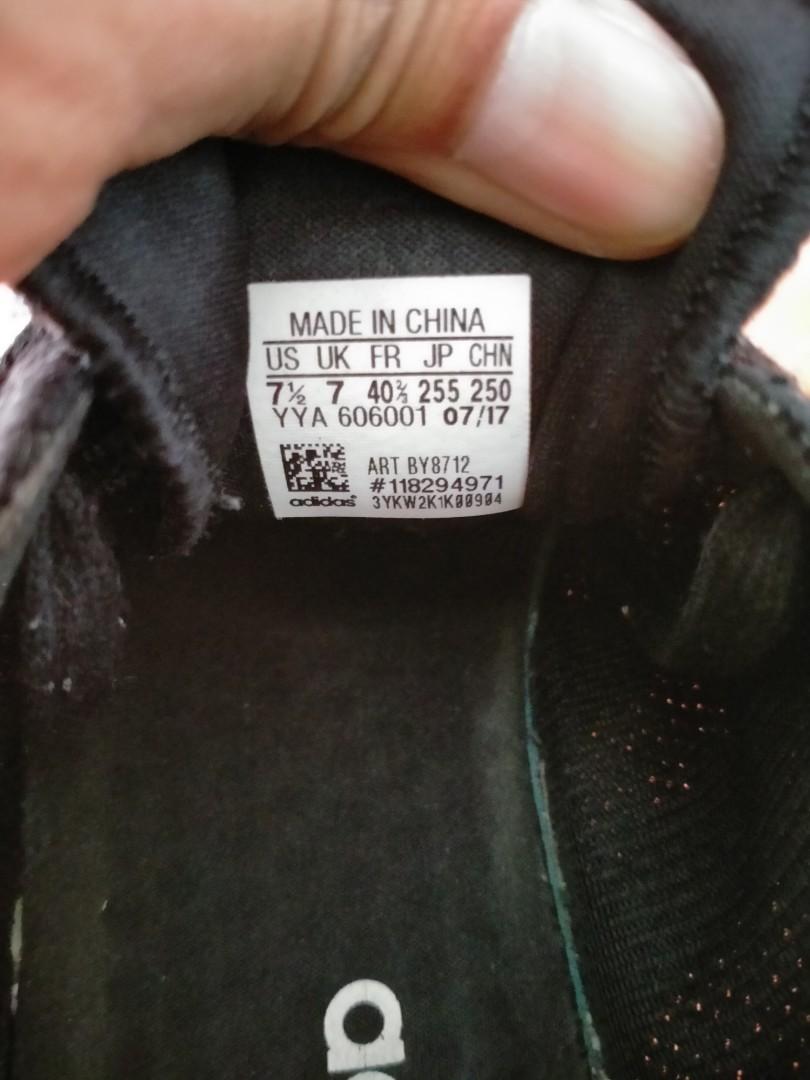 MADE IN CHINA
US UK FR JP CHN
7½ 7 40⅔ 255 250
YYA 606001 07/17
ART BY8712
#118294971
adidas 3YKW2K1K00904
a